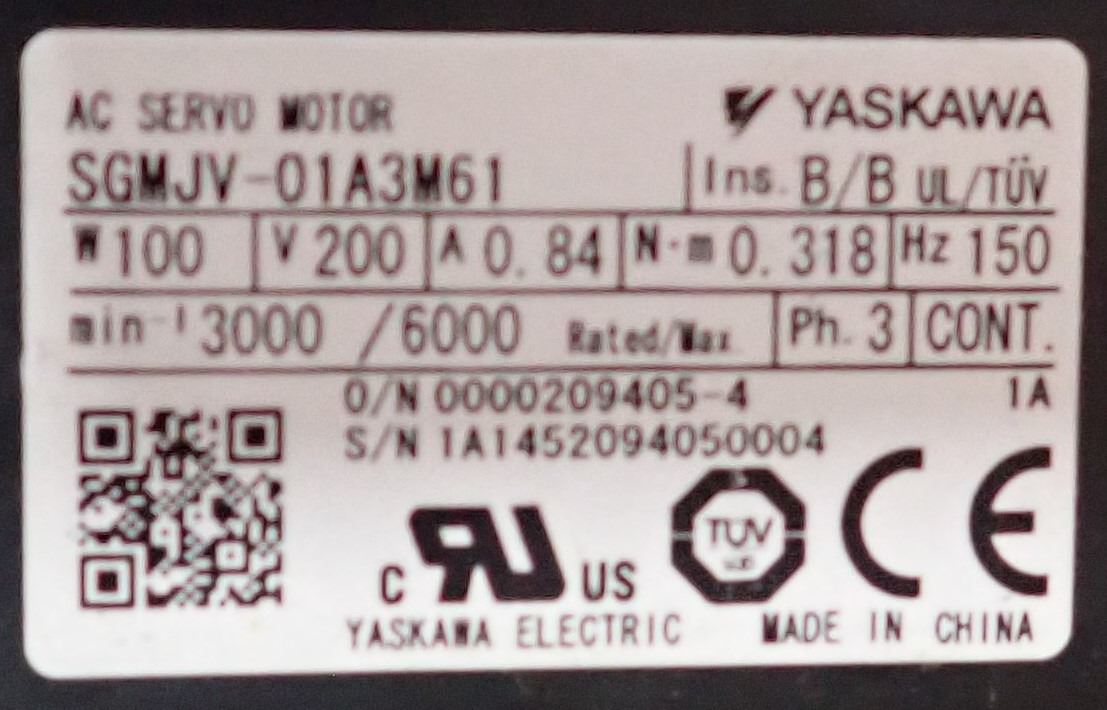 AC SERVO MOTOR YASKAWA
SGMJV-01A3M61 Ins. B/B UL/TÜV
W 100 V 200 A 0.84 N·m 0.318 Hz 150
min⁻¹ 3000 /6000 Rated/Max Ph. 3 CONT.
O/N 0000209405-4 1A
S/N 1A1452094050004
C RU US TÜV CE
YASKAWA ELECTRIC MADE IN CHINA